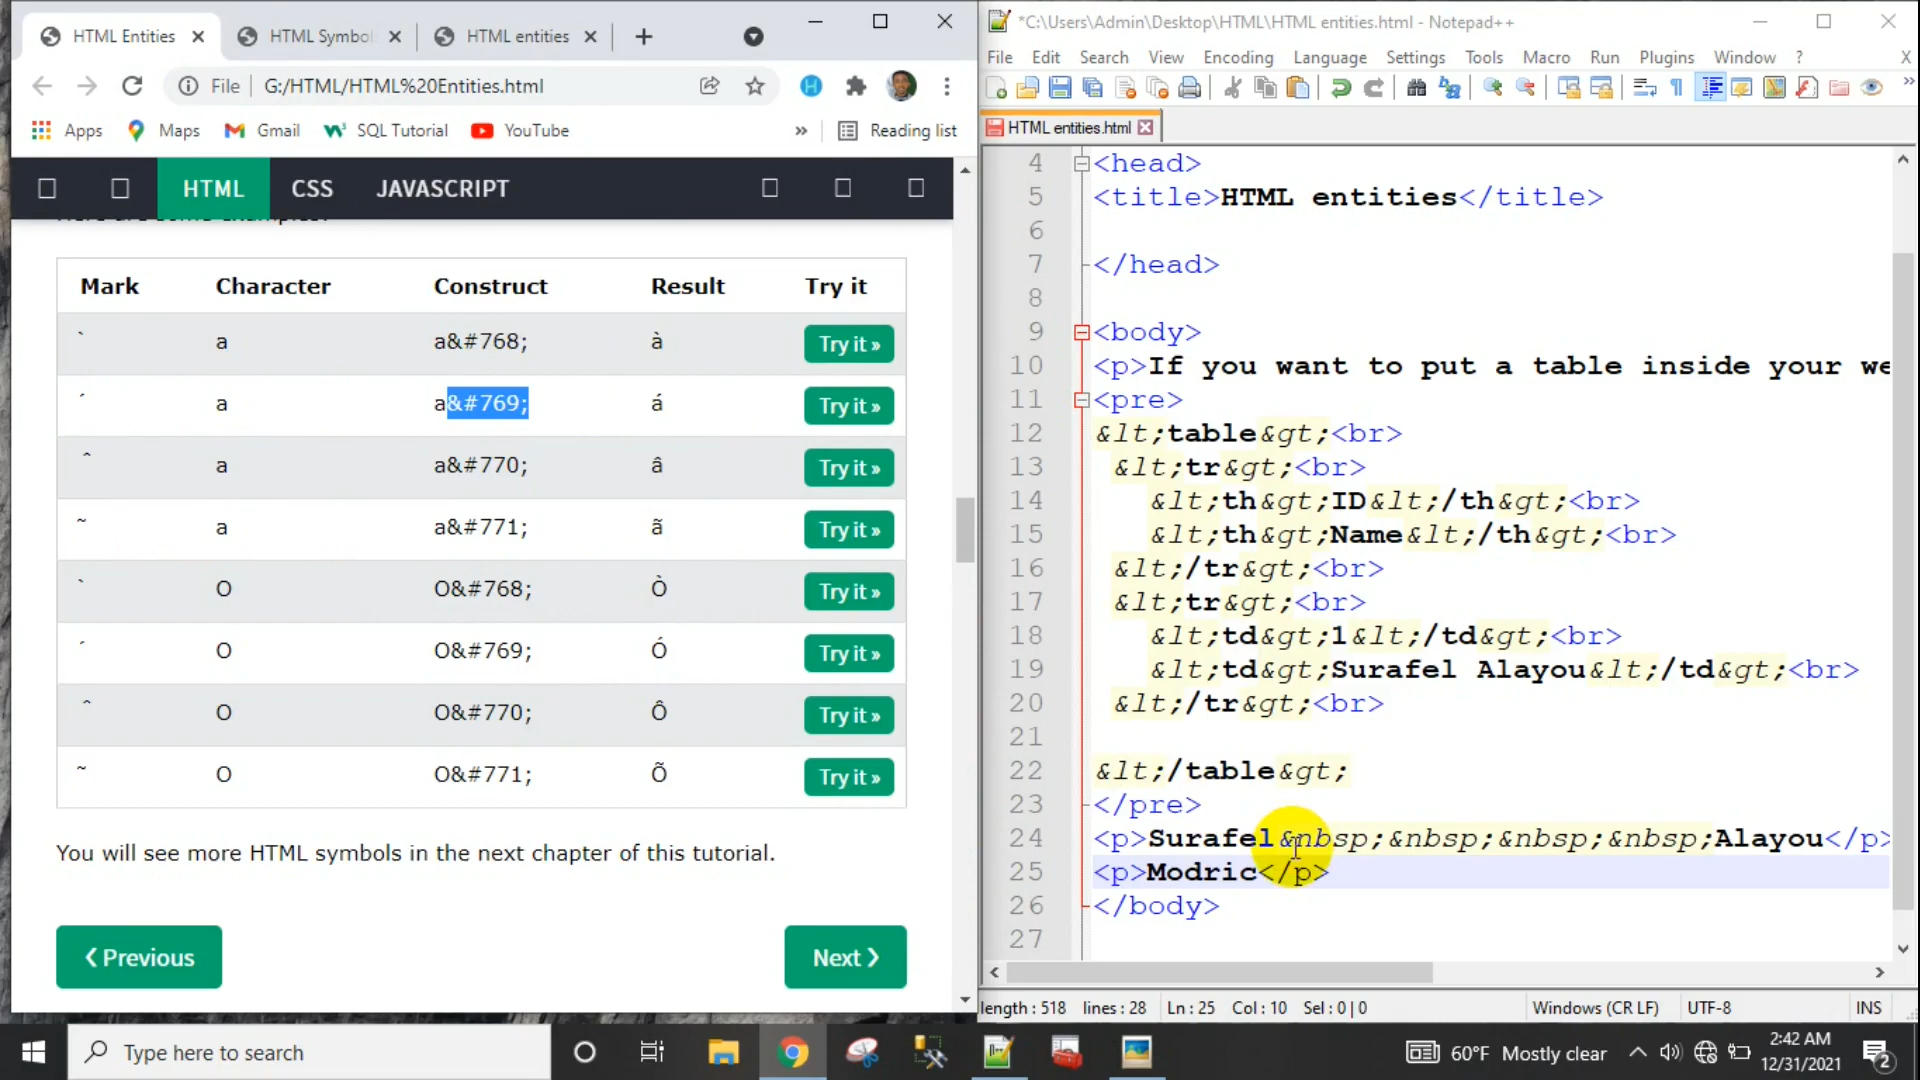 HTML Entities
HTML Symbol
HTML entities
File G:/HTML/HTML%20Entities.html
Apps Maps Gmail SQL Tutorial YouTube » Reading list
HTML CSS JAVASCRIPT
Mark Character Construct Result Try it
` a a&#768; à Try it »
´ a a&#769; á Try it »
ˆ a a&#770; â Try it »
˜ a a&#771; ã Try it »
` O O&#768; Ò Try it »
´ O O&#769; Ó Try it »
ˆ O O&#770; Ô Try it »
˜ O O&#771; Õ Try it »
You will see more HTML symbols in the next chapter of this tutorial.
❮ Previous Next ❯
*C:\Users\Admin\Desktop\HTML\HTML entities.html - Notepad++
File Edit Search View Encoding Language Settings Tools Macro Run Plugins Window ? X
HTML entities.html
4 <head>
5 <title>HTML entities</title>
6
7 </head>
8
9 <body>
10 <p>If you want to put a table inside your we
11 <pre>
12 &lt;table&gt;<br>
13 &lt;tr&gt;<br>
14 &lt;th&gt;ID&lt;/th&gt;<br>
15 &lt;th&gt;Name&lt;/th&gt;<br>
16 &lt;/tr&gt;<br>
17 &lt;tr&gt;<br>
18 &lt;td&gt;1&lt;/td&gt;<br>
19 &lt;td&gt;Surafel Alayou&lt;/td&gt;<br>
20 &lt;/tr&gt;<br>
21
22 &lt;/table&gt;
23 </pre>
24 <p>Surafel&nbsp;&nbsp;&nbsp;&nbsp;Alayou</p>
25 <p>Modric</p>
26 </body>
27
length : 518 lines : 28 Ln : 25 Col : 10 Sel : 0 | 0 Windows (CR LF) UTF-8 INS
Type here to search
60°F Mostly clear
2:42 AM
12/31/2021
2